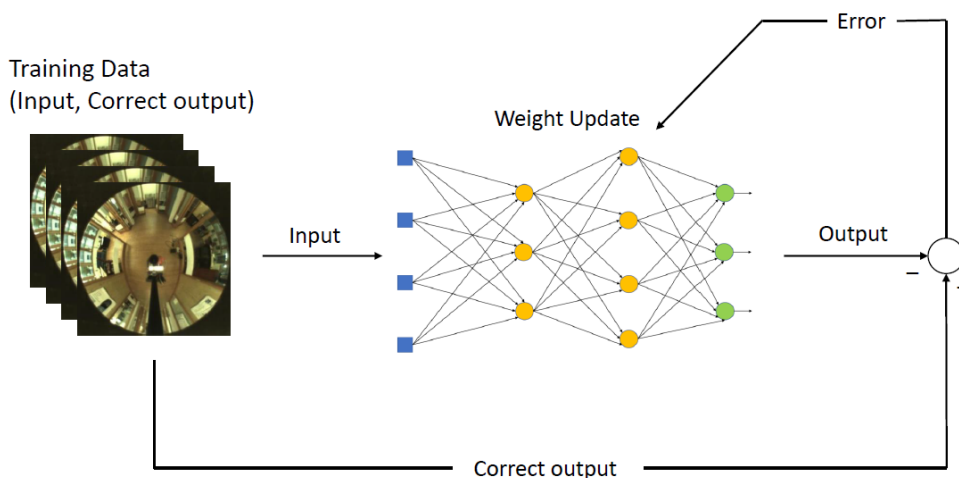 Error
Training Data
(Input, Correct output)
Weight Update
Input
Output
−
Correct output